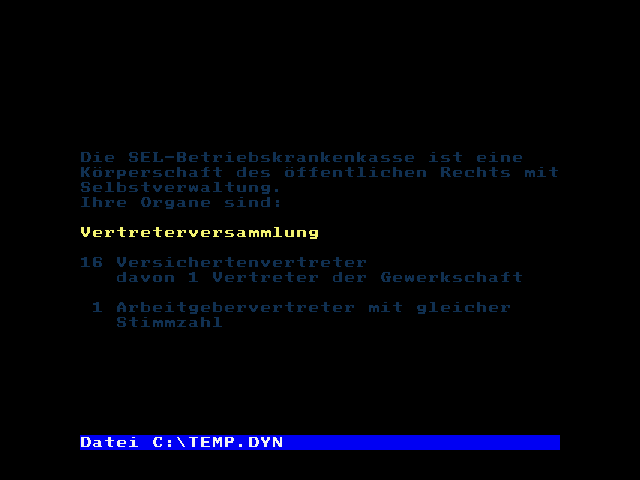 Die SEL-Betriebskrankenkasse ist eine
Körperschaft des öffentlichen Rechts mit
Selbstverwaltung.
Ihre Organe sind:
Vertreterversammlung
16 Versichertenvertreter
davon 1 Vertreter der Gewerkschaft
1 Arbeitgebervertreter mit gleicher
Stimmzahl
Datei C:\TEMP.DYN